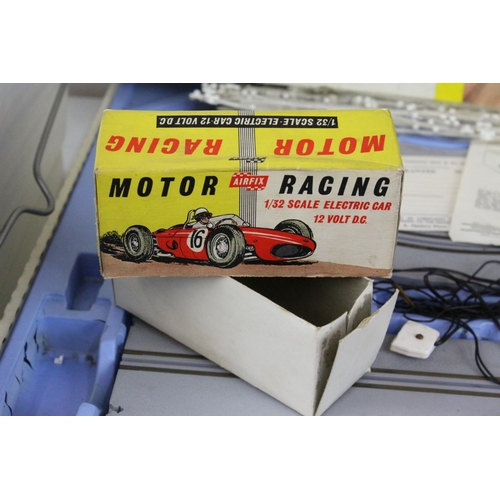 1/32 SCALE · ELECTRIC CAR · 12 VOLT D.C
MOTOR RACING
MOTOR AIRFIX RACING
1/32 SCALE ELECTRIC CAR
12 VOLT D.C.
16